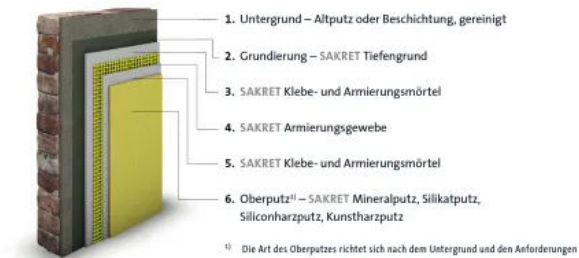 1. Untergrund – Altputz oder Beschichtung, gereinigt
2. Grundierung – SAKRET Tiefengrund
3. SAKRET Klebe- und Armierungsmörtel
4. SAKRET Armierungsgewebe
5. SAKRET Klebe- und Armierungsmörtel
6. Oberputz¹⁾ – SAKRET Mineralputz, Silikatputz,
Siliconharzputz, Kunstharzputz
¹⁾ Die Art des Oberputzes richtet sich nach dem Untergrund und den Anforderungen